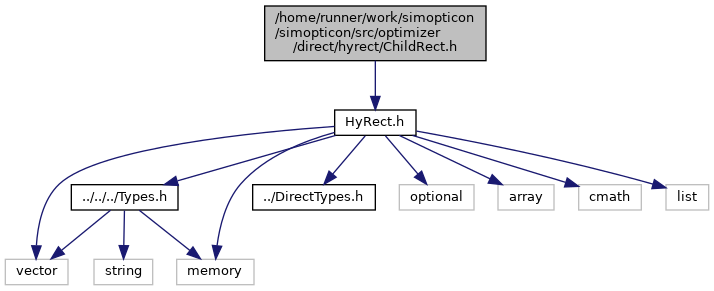 /home/runner/work/simopticon
/simopticon/src/optimizer
/direct/hyrect/ChildRect.h
HyRect.h
../../../Types.h
../DirectTypes.h
optional
array
cmath
list
vector
string
memory